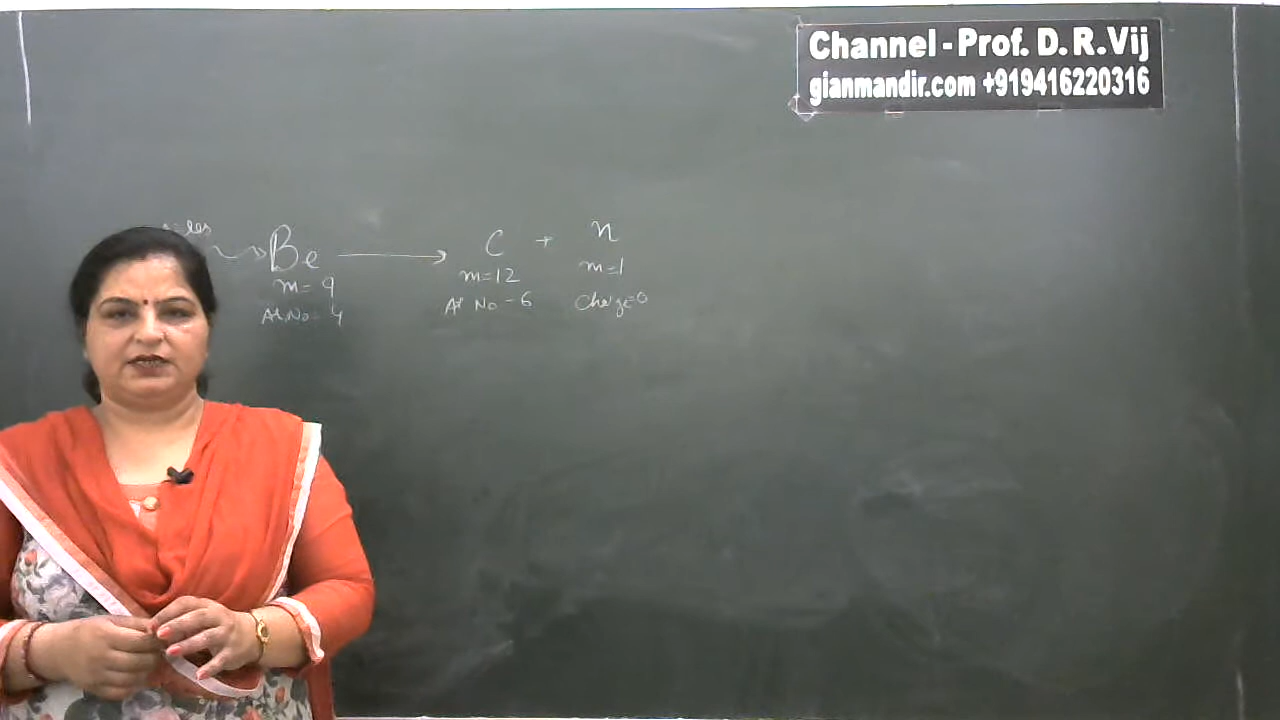 Channel - Prof. D. R. Vij
gianmandir.com +919416220316
Be → C + n
m = 9 m=12 m=1
At. No = 4 At No - 6 Charge=0